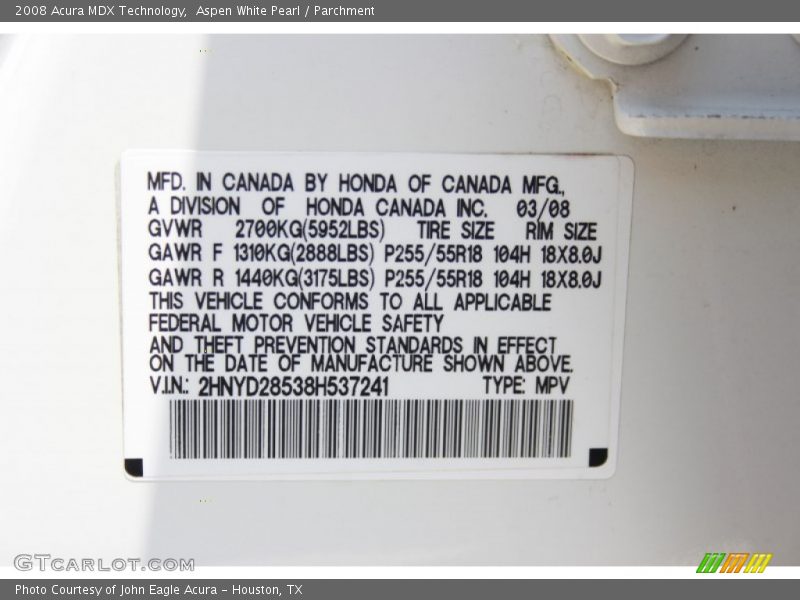 2008 Acura MDX Technology,  Aspen White Pearl / Parchment
MFD. IN CANADA BY HONDA OF CANADA MFG.,
A DIVISION OF HONDA CANADA INC. 03/08
GVWR 2700KG(5952LBS) TIRE SIZE RIM SIZE
GAWR F 1310KG(2888LBS) P255/55R18 104H 18X8.0J
GAWR R 1440KG(3175LBS) P255/55R18 104H 18X8.0J
THIS VEHICLE CONFORMS TO ALL APPLICABLE
FEDERAL MOTOR VEHICLE SAFETY
AND THEFT PREVENTION STANDARDS IN EFFECT
ON THE DATE OF MANUFACTURE SHOWN ABOVE.
V.I.N.: 2HNYD28538H537241 TYPE: MPV
GTCARLOT.COM
Photo Courtesy of John Eagle Acura - Houston, TX